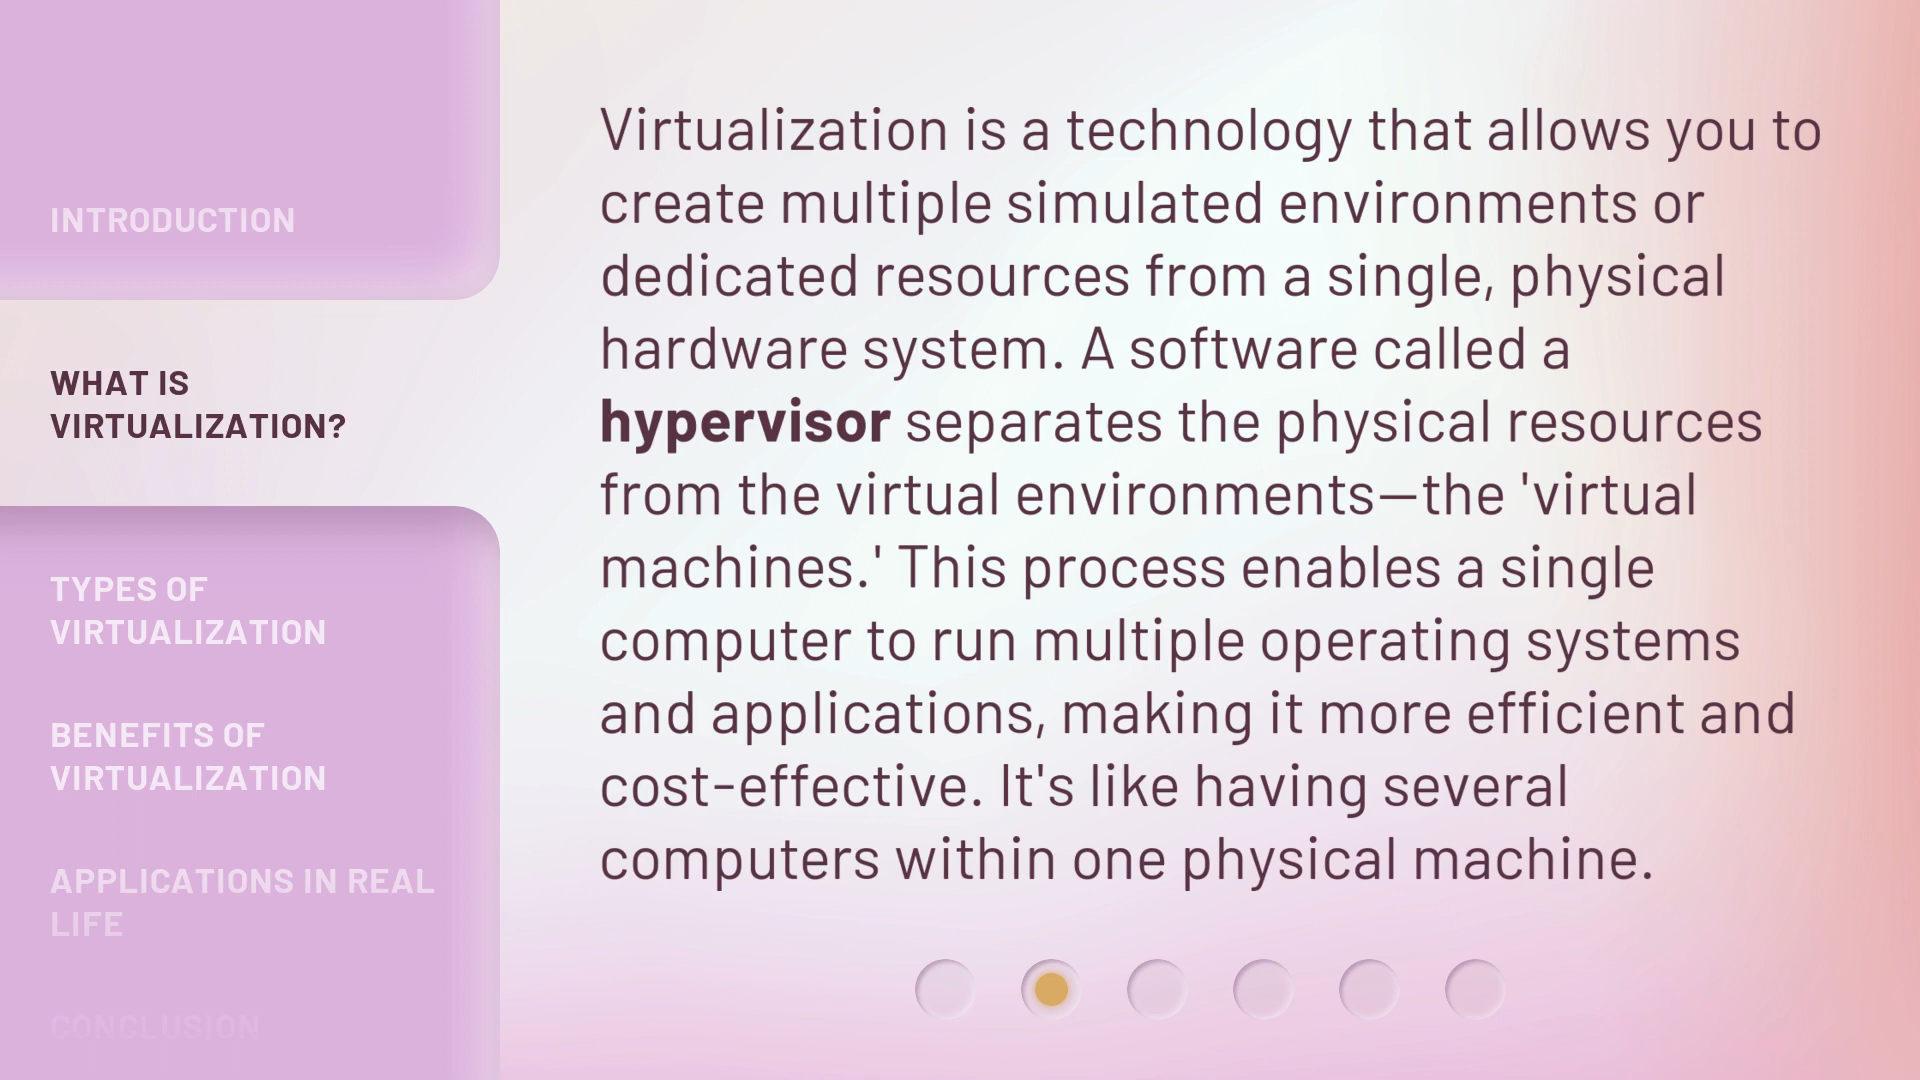 INTRODUCTION
WHAT IS
VIRTUALIZATION?
TYPES OF
VIRTUALIZATION
BENEFITS OF
VIRTUALIZATION
APPLICATIONS IN REAL
LIFE
CONCLUSION
Virtualization is a technology that allows you to
create multiple simulated environments or
dedicated resources from a single, physical
hardware system. A software called a
hypervisor separates the physical resources
from the virtual environments—the 'virtual
machines.' This process enables a single
computer to run multiple operating systems
and applications, making it more efficient and
cost-effective. It's like having several
computers within one physical machine.